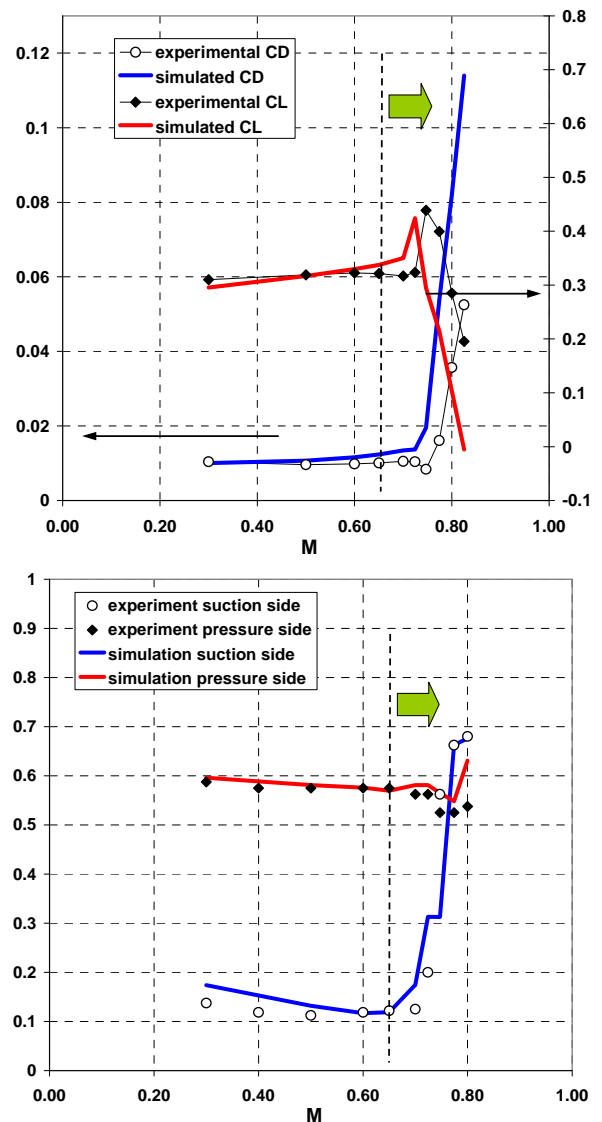 0.8
0.12
experimental CD
simulated CD
experimental CL
simulated CL
0.7
0.1
0.6
0.5
0.08
0.4
0.06
0.3
0.2
0.04
0.1
0.02
0
0
-0.1
0.00 0.20 0.40 0.60 0.80 1.00
M
1
experiment suction side
experiment pressure side
simulation suction side
simulation pressure side
0.9
0.8
0.7
0.6
0.5
0.4
0.3
0.2
0.1
0
0.00 0.20 0.40 0.60 0.80 1.00
M